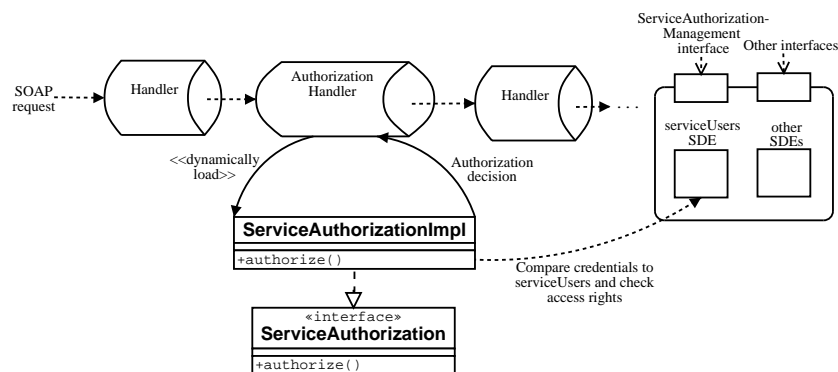 SOAP
request
Handler
Authorization
Handler
Handler
. . .
ServiceAuthorization-
Management
interface
Other interfaces
serviceUsers
SDE
other
SDEs
<<dynamically
load>>
Authorization
decision
ServiceAuthorizationImpl
+authorize()
Compare credentials to
serviceUsers and check
access rights
«interface»
ServiceAuthorization
+authorize()